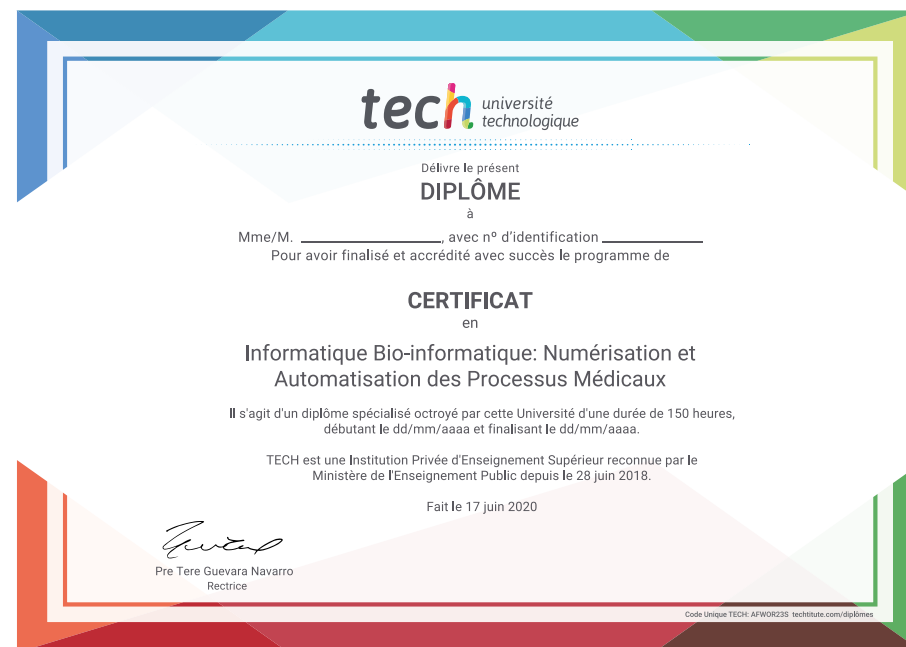 tech université
technologique
Délivre le présent
DIPLÔME
à
Mme/M. ____________________, avec nº d'identification ______________
Pour avoir finalisé et accrédité avec succès le programme de
CERTIFICAT
en
Informatique Bio-informatique: Numérisation et
Automatisation des Processus Médicaux
Il s'agit d'un diplôme spécialisé octroyé par cette Université d'une durée de 150 heures,
débutant le dd/mm/aaaa et finalisant le dd/mm/aaaa.
TECH est une Institution Privée d'Enseignement Supérieur reconnue par le
Ministère de l'Enseignement Public depuis le 28 juin 2018.
Fait le 17 juin 2020
Pre Tere Guevara Navarro
Rectrice
Code Unique TECH: AFWOR23S techtitute.com/diplômes